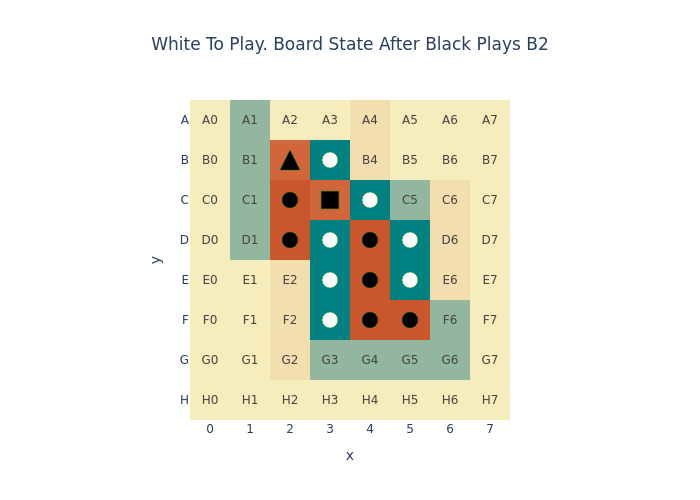 White To Play. Board State After Black Plays B2
A A0 A1 A2 A3 A4 A5 A6 A7
B B0 B1 B4 B5 B6 B7
C C0 C1 C5 C6 C7
D D0 D1 D6 D7
y
E E0 E1 E2 E6 E7
F F0 F1 F2 F6 F7
G G0 G1 G2 G3 G4 G5 G6 G7
H H0 H1 H2 H3 H4 H5 H6 H7
0 1 2 3 4 5 6 7
x